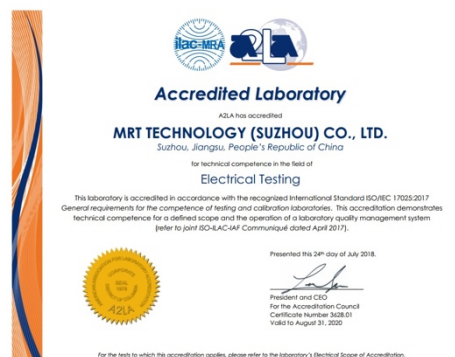 ilac-MRA
A2LA
Accredited Laboratory
A2LA has accredited
MRT TECHNOLOGY (SUZHOU) CO., LTD.
Suzhou, Jiangsu, People's Republic of China
for technical competence in the field of
Electrical Testing
This laboratory is accredited in accordance with the recognized International Standard ISO/IEC 17025:2017
General requirements for the competence of testing and calibration laboratories. This accreditation demonstrates
technical competence for a defined scope and the operation of a laboratory quality management system
(refer to joint ISO-ILAC-IAF Communiqué dated April 2017).
Presented this 24th day of July 2018.
President and CEO
For the Accreditation Council
Certificate Number 3628.01
Valid to August 31, 2020
CORPORATE
SEAL
1978
A2LA
For the tests to which this accreditation applies, please refer to the laboratory's Electrical Scope of Accreditation.